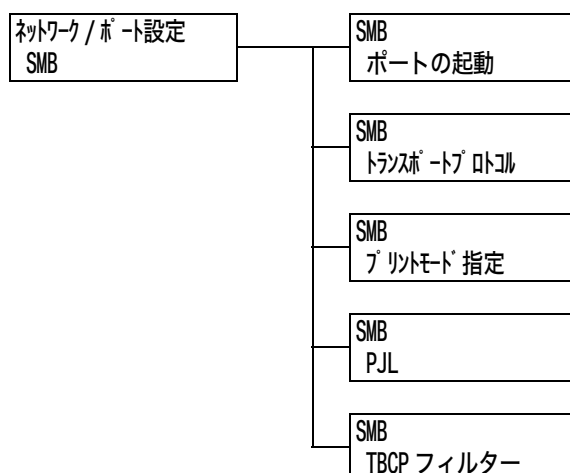 ﾈｯﾄﾜｰｸ / ﾎﾟｰﾄ設定
SMB
SMB
ポートの起動
SMB
ﾄﾗﾝｽﾎﾟｰﾄﾌﾟﾛﾄｺﾙ
SMB
ﾌﾟﾘﾝﾄﾓｰﾄﾞ指定
SMB
PJL
SMB
TBCP フィルター